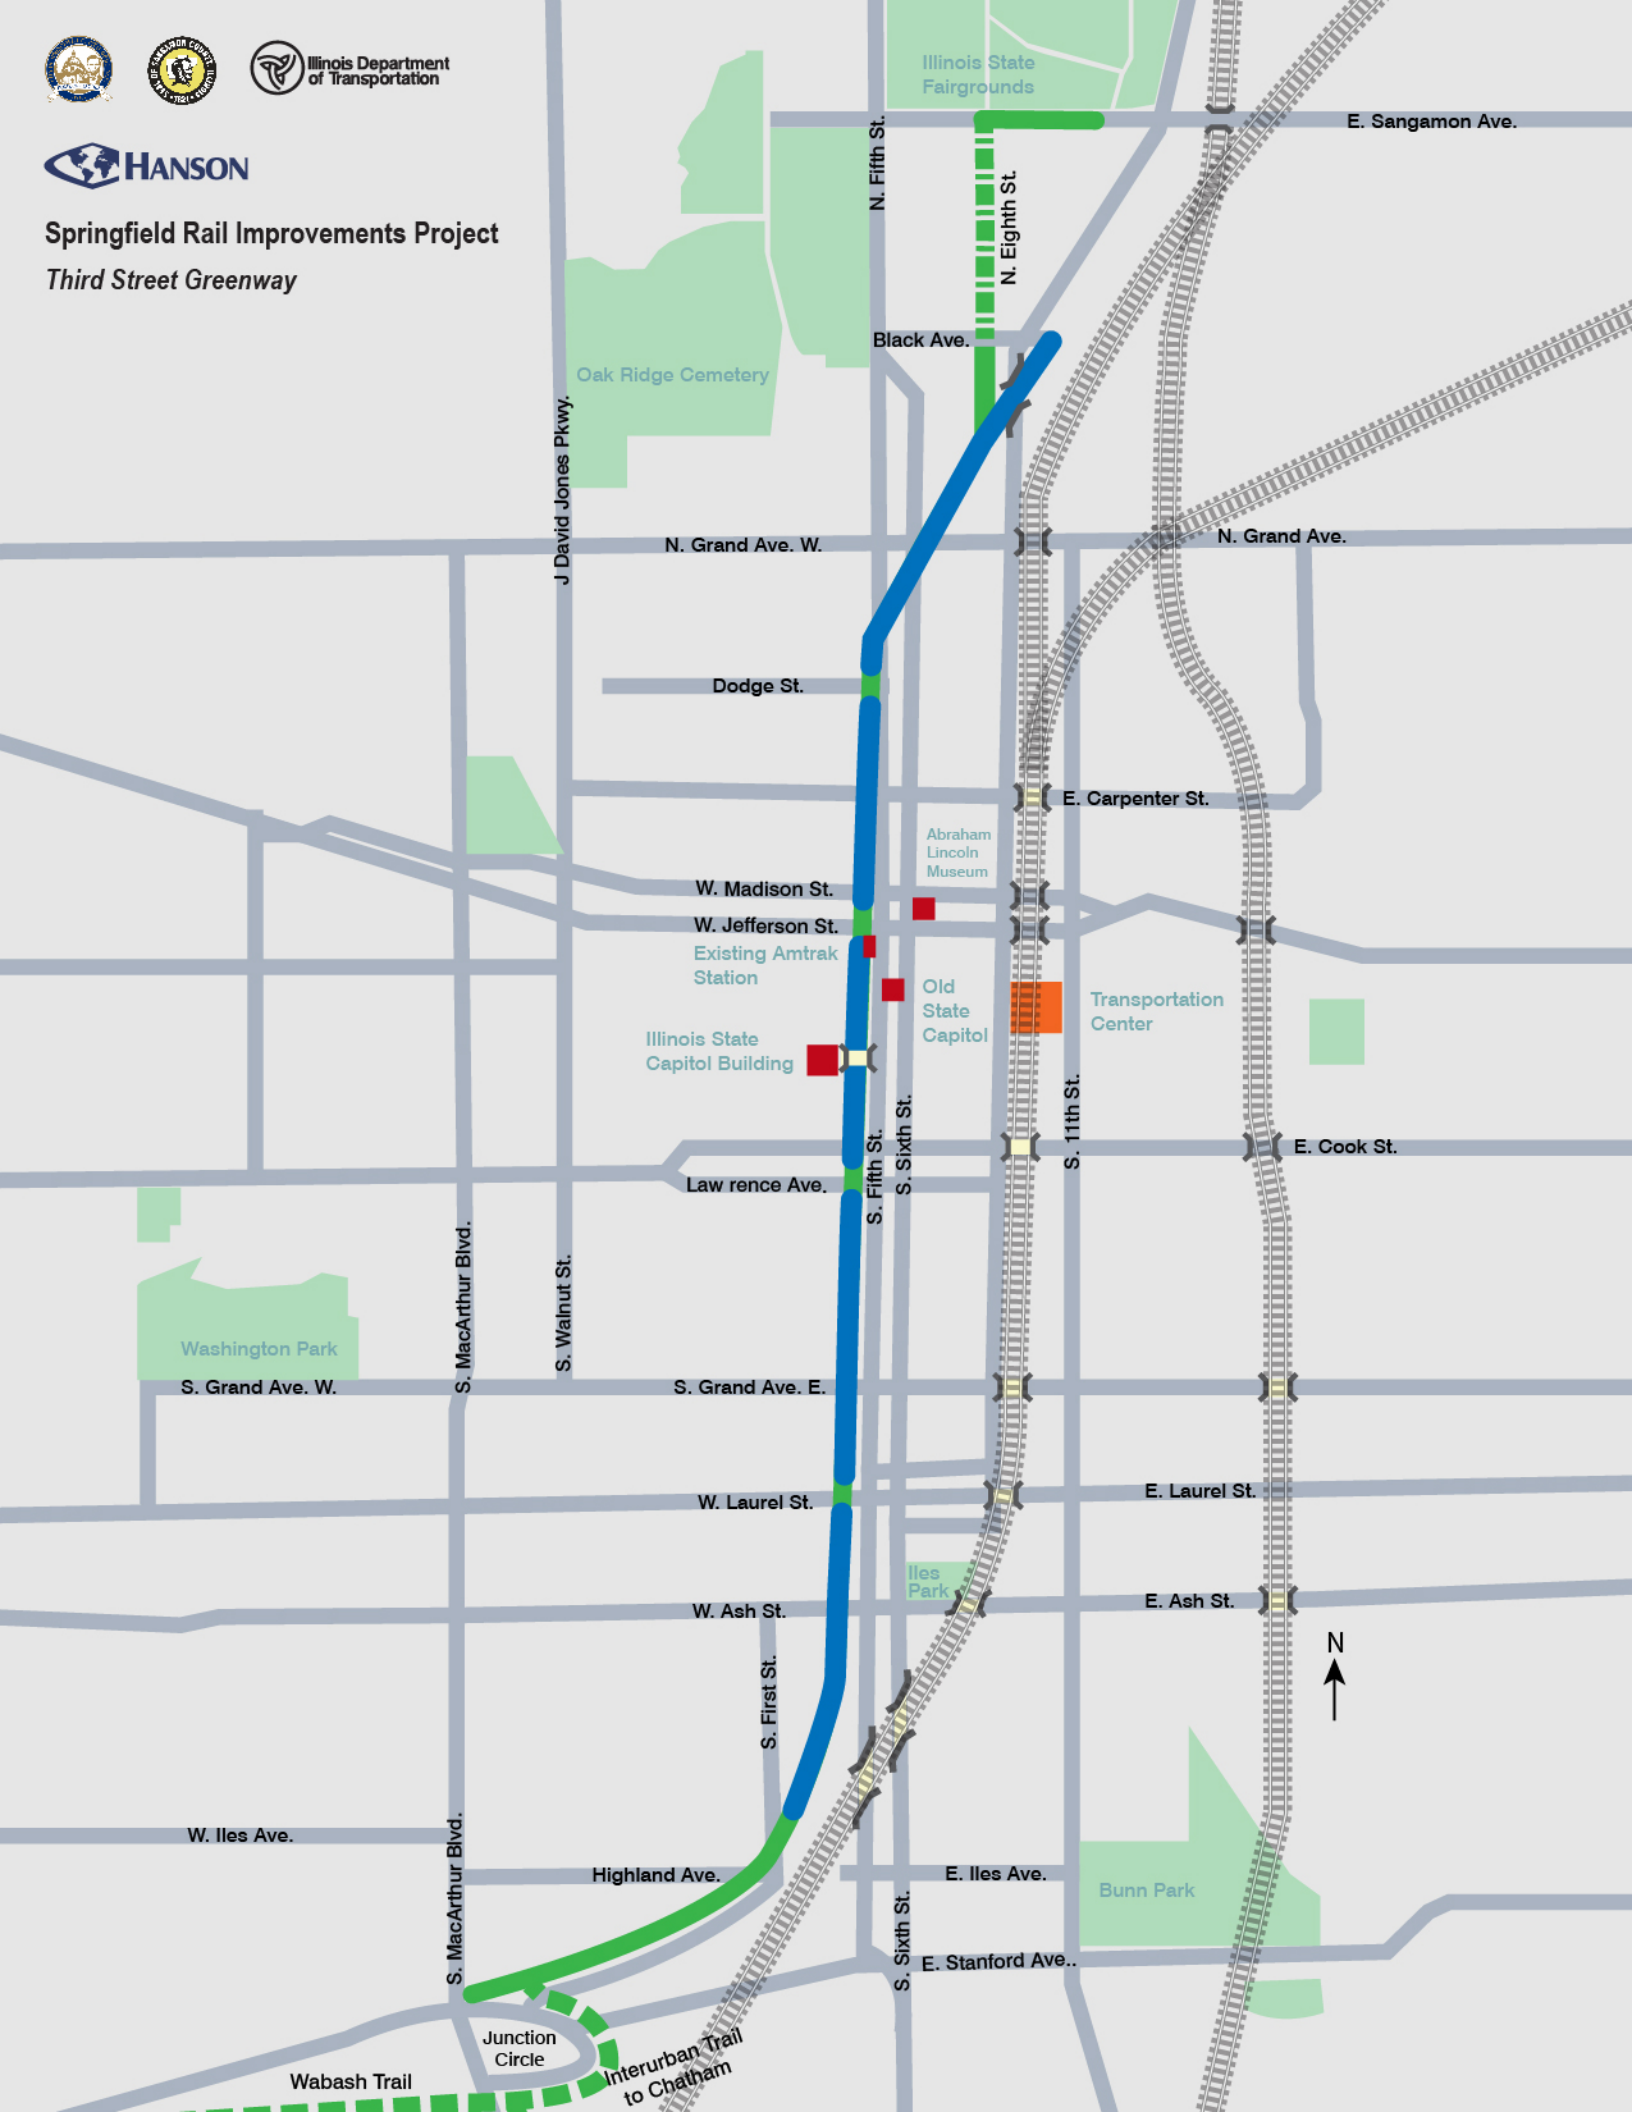 Illinois Department
of Transportation
HANSON
Springfield Rail Improvements Project
Third Street Greenway
Illinois State
Fairgrounds
E. Sangamon Ave.
N. Fifth St.
N. Eighth St.
Black Ave.
Oak Ridge Cemetery
J David Jones Pkwy.
N. Grand Ave. W.
N. Grand Ave.
Dodge St.
E. Carpenter St.
Abraham
Lincoln
Museum
W. Madison St.
W. Jefferson St.
Existing Amtrak
Station
Old
State
Capitol
Transportation
Center
Illinois State
Capitol Building
S. 11th St.
S. Sixth St.
S. Fifth St.
E. Cook St.
Law rence Ave.
S. MacArthur Blvd.
S. Walnut St.
Washington Park
S. Grand Ave. W.
S. Grand Ave. E.
W. Laurel St.
E. Laurel St.
Iles
Park
W. Ash St.
E. Ash St.
N
S. First St.
W. Iles Ave.
S. MacArthur Blvd.
Highland Ave.
E. Iles Ave.
Bunn Park
S. Sixth St.
E. Stanford Ave..
Junction
Circle
Interurban Trail
to Chatham
Wabash Trail